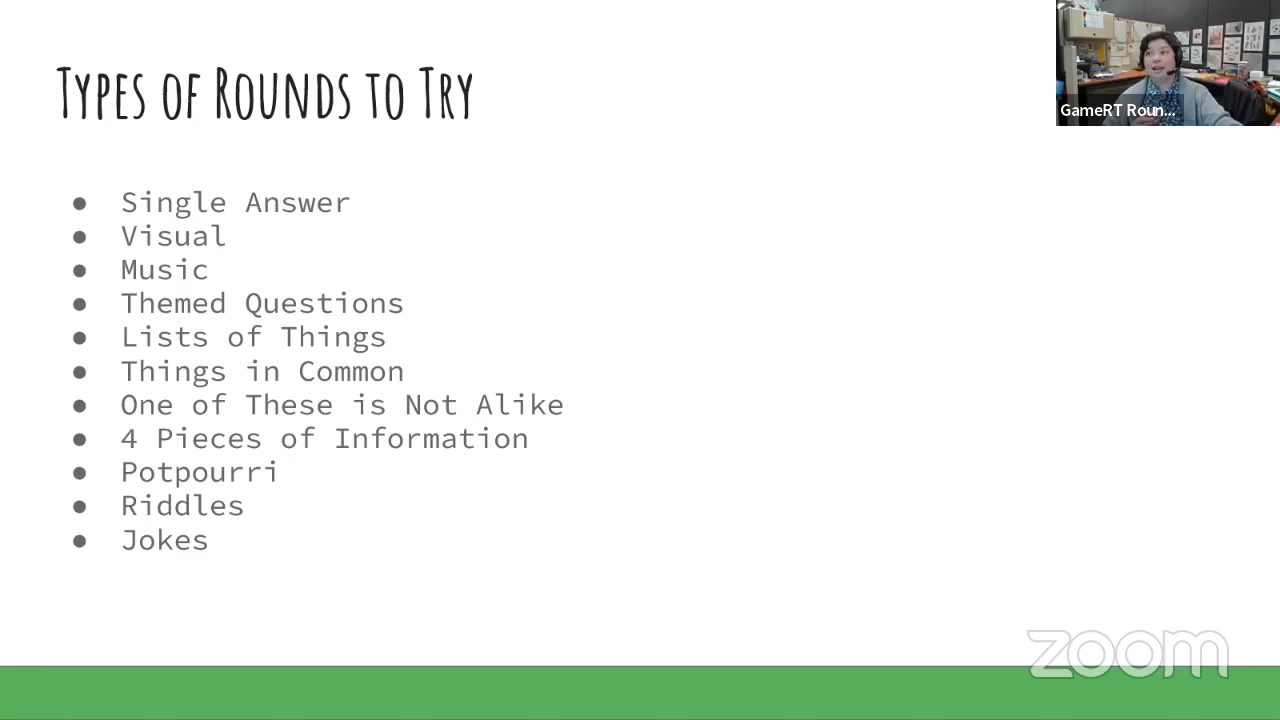 Types of Rounds to Try
GameRT Roun...
● Single Answer
● Visual
● Music
● Themed Questions
● Lists of Things
● Things in Common
● One of These is Not Alike
● 4 Pieces of Information
● Potpourri
● Riddles
● Jokes
zoom